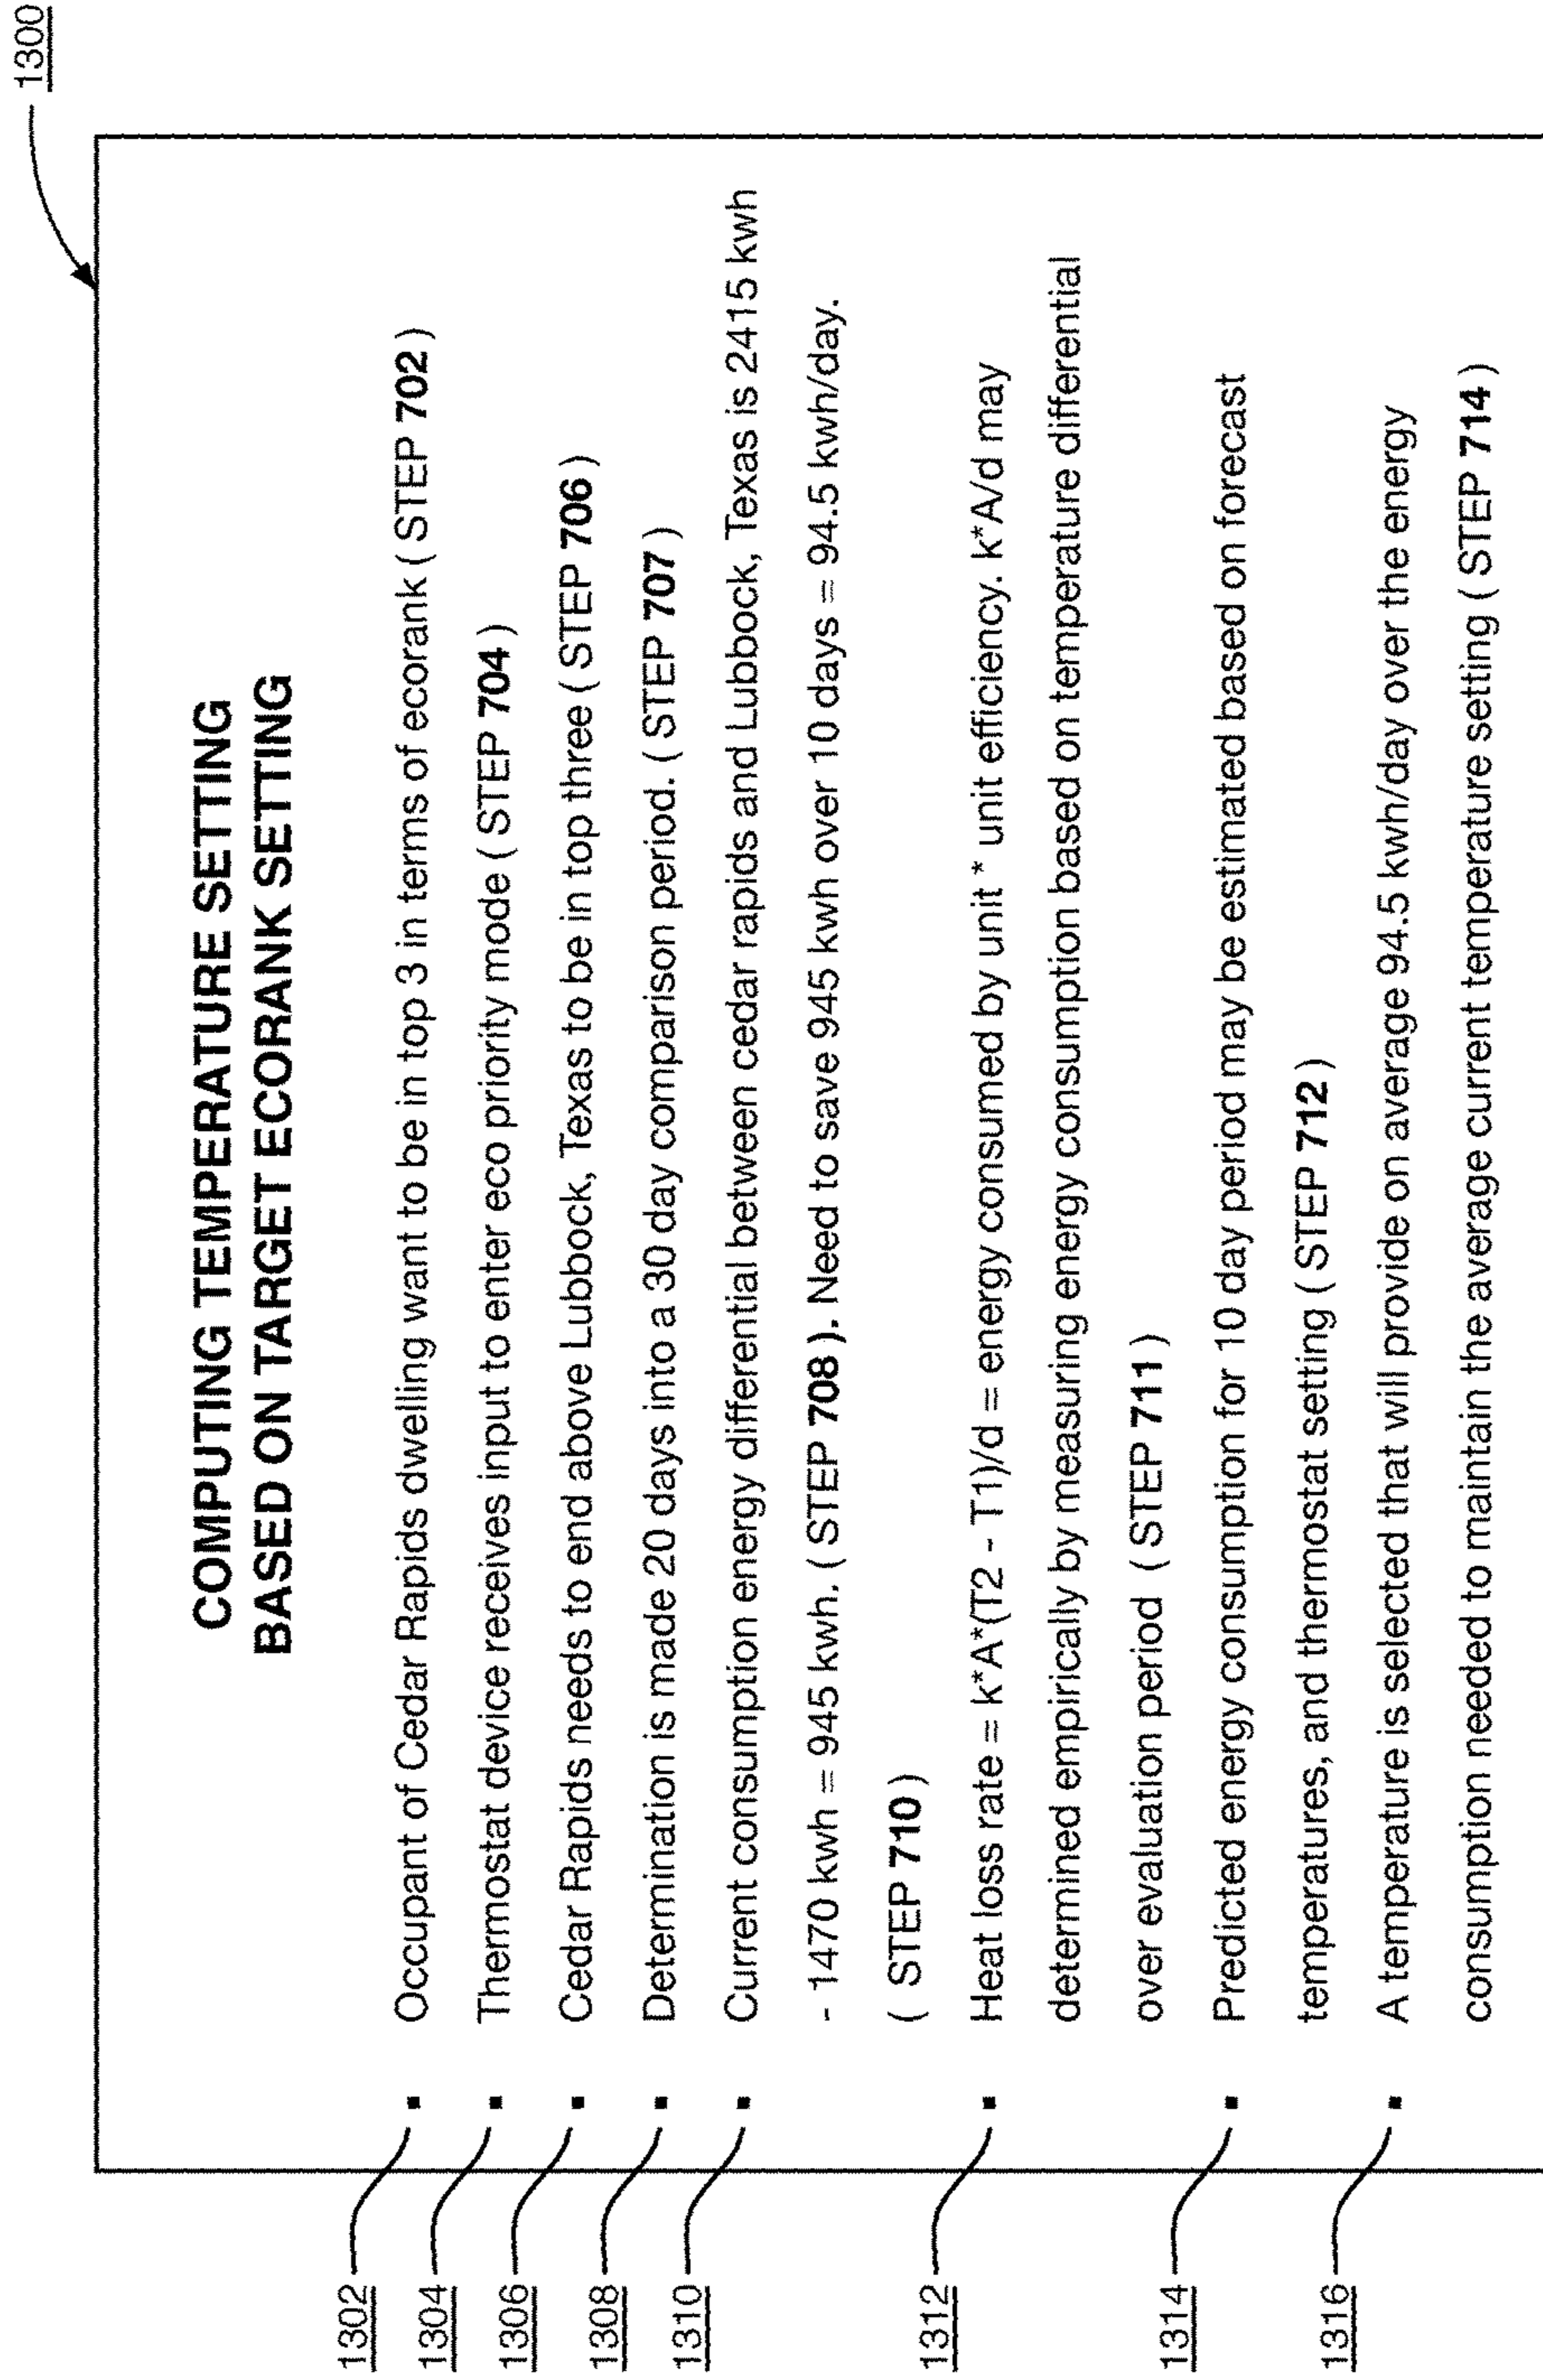 1300
COMPUTING TEMPERATURE SETTING
BASED ON TARGET ECORANK SETTING
1302
▪ Occupant of Cedar Rapids dwelling want to be in top 3 in terms of ecorank ( STEP 702 )
1304
▪ Thermostat device receives input to enter eco priority mode ( STEP 704 )
1306
▪ Cedar Rapids needs to end above Lubbock, Texas to be in top three ( STEP 706 )
1308
▪ Determination is made 20 days into a 30 day comparison period. ( STEP 707 )
1310
▪ Current consumption energy differential between cedar rapids and Lubbock, Texas is 2415 kwh
- 1470 kwh = 945 kwh. ( STEP 708 ). Need to save 945 kwh over 10 days = 94.5 kwh/day.
( STEP 710 )
1312
▪ Heat loss rate = k*A*(T2 - T1)/d = energy consumed by unit * unit efficiency. k*A/d may
determined empirically by measuring energy consumption based on temperature differential
over evaluation period ( STEP 711 )
1314
▪ Predicted energy consumption for 10 day period may be estimated based on forecast
temperatures, and thermostat setting ( STEP 712 )
1316
▪ A temperature is selected that will provide on average 94.5 kwh/day over the energy
consumption needed to maintain the average current temperature setting ( STEP 714 )